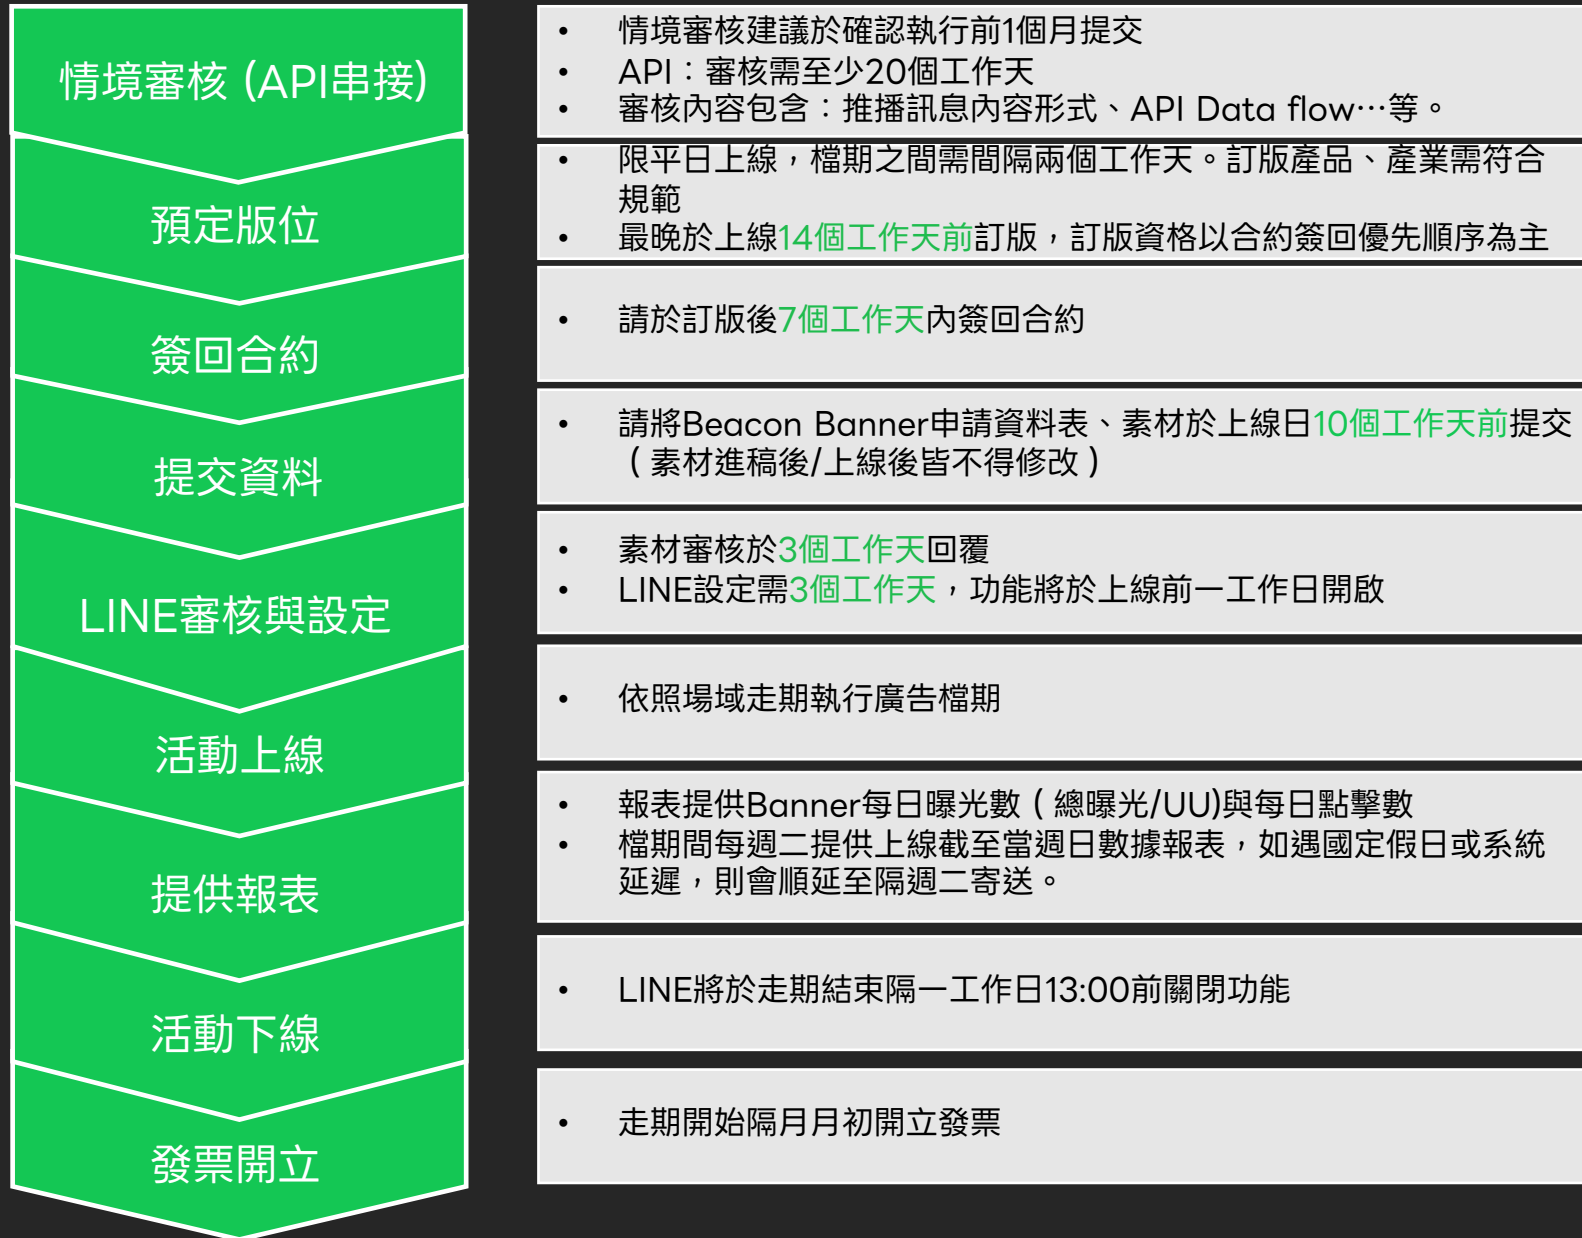 情境審核 (API串接)
• 情境審核建議於確認執行前1個月提交
• API：審核需至少20個工作天
• 審核內容包含：推播訊息內容形式、API Data flow…等。
預定版位
• 限平日上線，檔期之間需間隔兩個工作天。訂版產品、產業需符合
規範
• 最晚於上線14個工作天前訂版，訂版資格以合約簽回優先順序為主
簽回合約
• 請於訂版後7個工作天內簽回合約
提交資料
• 請將Beacon Banner申請資料表、素材於上線日10個工作天前提交
（素材進稿後/上線後皆不得修改）
LINE審核與設定
• 素材審核於3個工作天回覆
• LINE設定需3個工作天，功能將於上線前一工作日開啟
活動上線
• 依照場域走期執行廣告檔期
提供報表
• 報表提供Banner每日曝光數（總曝光/UU)與每日點擊數
• 檔期間每週二提供上線截至當週日數據報表，如遇國定假日或系統
延遲，則會順延至隔週二寄送。
活動下線
• LINE將於走期結束隔一工作日13:00前關閉功能
發票開立
• 走期開始隔月月初開立發票